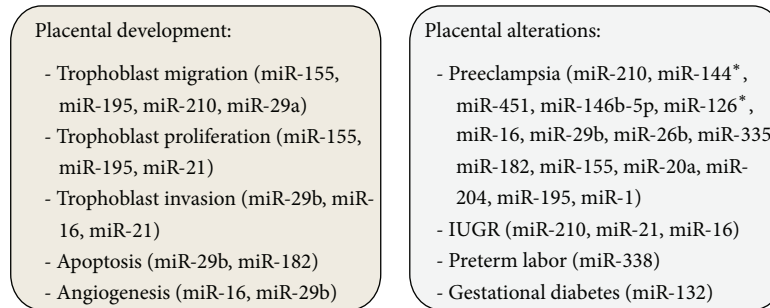 Placental development:
- Trophoblast migration (miR-155,
miR-195, miR-210, miR-29a)
- Trophoblast proliferation (miR-155,
miR-195, miR-21)
- Trophoblast invasion (miR-29b, miR-
16, miR-21)
- Apoptosis (miR-29b, miR-182)
- Angiogenesis (miR-16, miR-29b)
Placental alterations:
- Preeclampsia (miR-210, miR-144*,
miR-451, miR-146b-5p, miR-126*,
miR-16, miR-29b, miR-26b, miR-335
miR-182, miR-155, miR-20a, miR-
204, miR-195, miR-1)
- IUGR (miR-210, miR-21, miR-16)
- Preterm labor (miR-338)
- Gestational diabetes (miR-132)